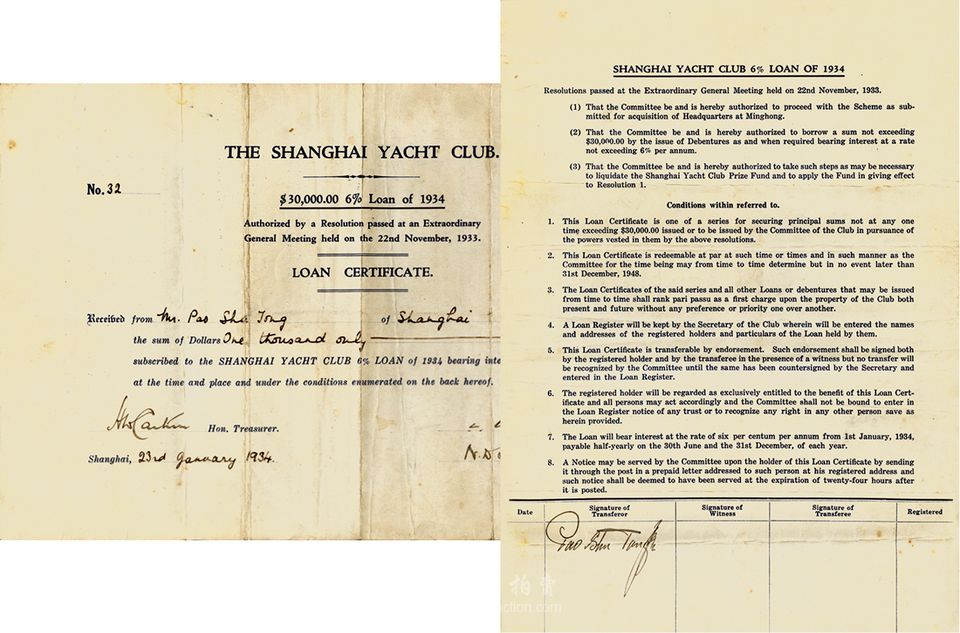 THE SHANGHAI YACHT CLUB.
No. 32
$30,000.00 6% Loan of 1934
Authorized by a Resolution passed at an Extraordinary
General Meeting held on the 22nd November, 1933.
LOAN CERTIFICATE.
Received from Mr. Pao Shu Tong of Shanghai
the sum of Dollars One thousand only
subscribed to the SHANGHAI YACHT CLUB 6% LOAN of 1934 bearing inte
at the time and place and under the conditions enumerated on the back hereof.
Hon. Treasurer.
Shanghai, 23rd January 1934.
SHANGHAI YACHT CLUB 6% LOAN OF 1934
Resolutions passed at the Extraordinary General Meeting held on 22nd November, 1933.
(1) That the Committee be and is hereby authorized to proceed with the Scheme as sub-
mitted for acquisition of Headquarters at Minghong.
(2) That the Committee be and is hereby authorized to borrow a sum not exceeding
$30,000.00 by the issue of Debentures as and when required bearing interest at a rate
not exceeding 6% per annum.
(3) That the Committee be and is hereby authorized to take such steps as may be necessary
to liquidate the Shanghai Yacht Club Prize Fund and to apply the Fund in giving effect
to Resolution 1.
Conditions within referred to.
1. This Loan Certificate is one of a series for securing principal sums not at any one
time exceeding $30,000.00 issued or to be issued by the Committee of the Club in pursuance of
the powers vested in them by the above resolutions.
2. This Loan Certificate is redeemable at par at such time or times and in such manner as the
Committee for the time being may from time to time determine but in no event later than
31st December, 1948.
3. The Loan Certificates of the said series and all other Loans or debentures that may be issued
from time to time shall rank pari passu as a first charge upon the property of the Club both
present and future without any preference or priority one over another.
4. A Loan Register will be kept by the Secretary of the Club wherein will be entered the names
and addresses of the registered holders and particulars of the Loan held by them.
5. This Loan Certificate is transferable by endorsement. Such endorsement shall be signed both
by the registered holder and by the transferee in the presence of a witness but no transfer will
be recognized by the Committee until the same has been countersigned by the Secretary and
entered in the Loan Register.
6. The registered holder will be regarded as exclusively entitled to the benefit of this Loan Cert-
ificate and all persons may act accordingly and the Committee shall not be bound to enter in
the Loan Register notice of any trust or to recognize any right in any other person save as
herein provided.
7. The Loan will bear interest at the rate of six per centum per annum from 1st January, 1934,
payable half-yearly on the 30th June and the 31st December, of each year.
8. A Notice may be served by the Committee upon the holder of this Loan Certificate by sending
it through the post in a prepaid letter addressed to such person at his registered address and
such notice shall be deemed to have been served at the expiration of twenty-four hours after
it is posted.
Date Signature of Transferor Signature of Witness Signature of Transferee Registered
Pao Shu Tong
拍賣
ction.com/